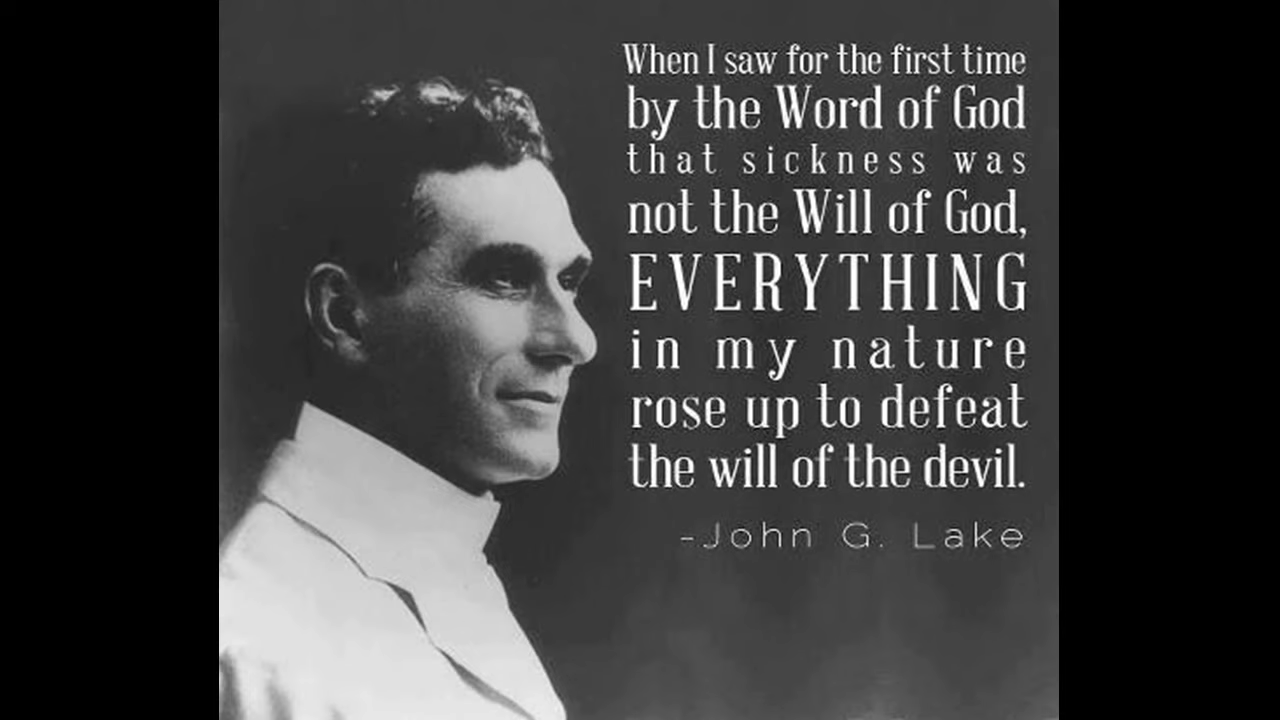 When I saw for the first time
by the Word of God
that sickness was
not the Will of God,
EVERYTHING
in my nature
rose up to defeat
the will of the devil.
-John G. Lake